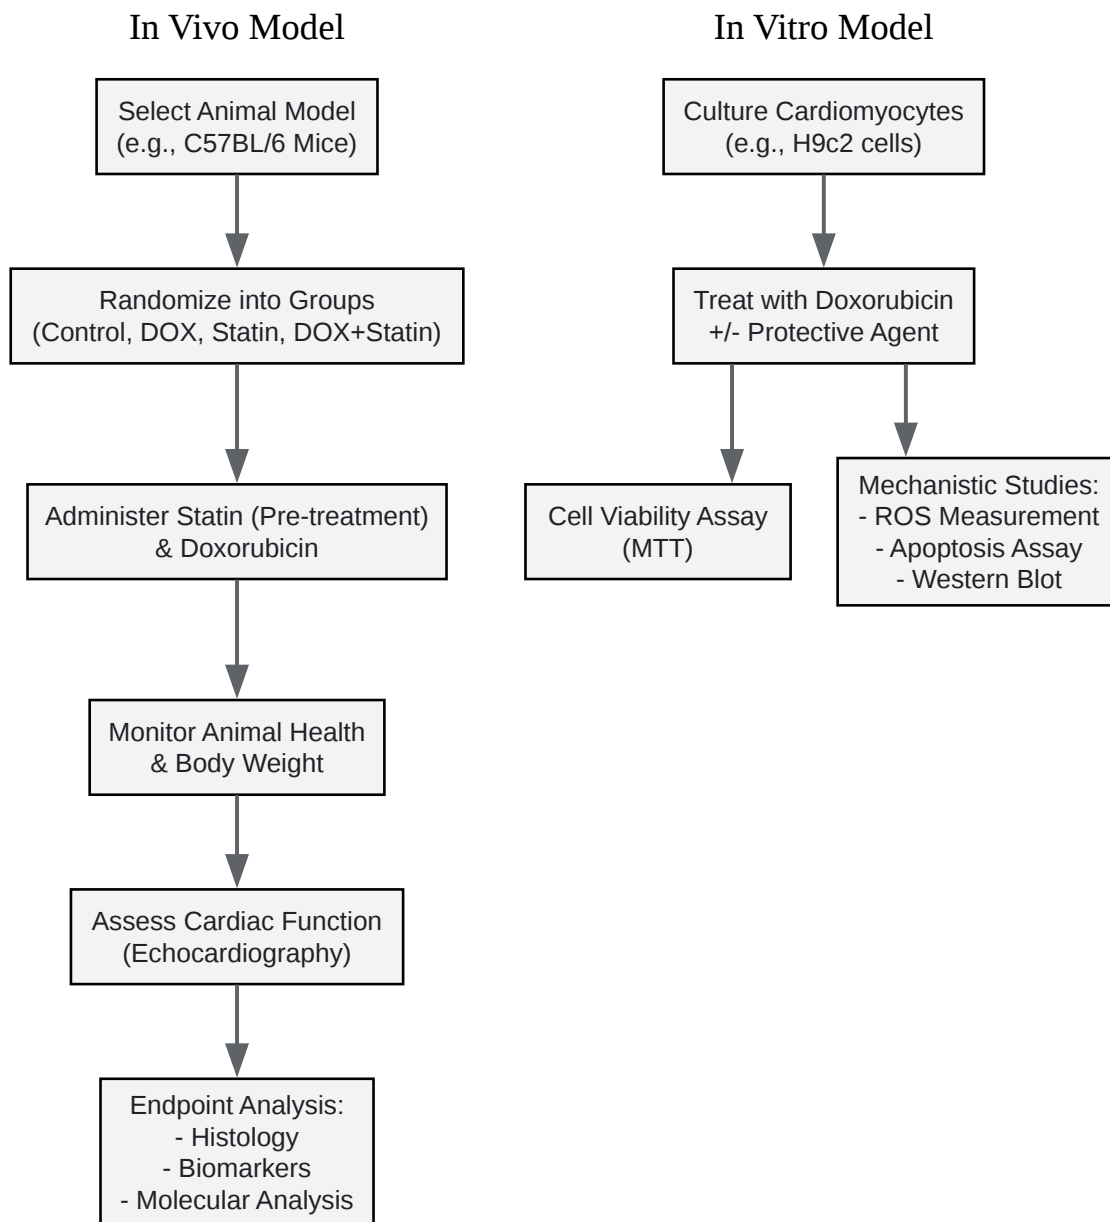 In Vivo Model
Select Animal Model
(e.g., C57BL/6 Mice)
Randomize into Groups
(Control, DOX, Statin, DOX+Statin)
Administer Statin (Pre-treatment)
& Doxorubicin
Monitor Animal Health
& Body Weight
Assess Cardiac Function
(Echocardiography)
Endpoint Analysis:
- Histology
- Biomarkers
- Molecular Analysis
In Vitro Model
Culture Cardiomyocytes
(e.g., H9c2 cells)
Treat with Doxorubicin
+/- Protective Agent
Cell Viability Assay
(MTT)
Mechanistic Studies:
- ROS Measurement
- Apoptosis Assay
- Western Blot